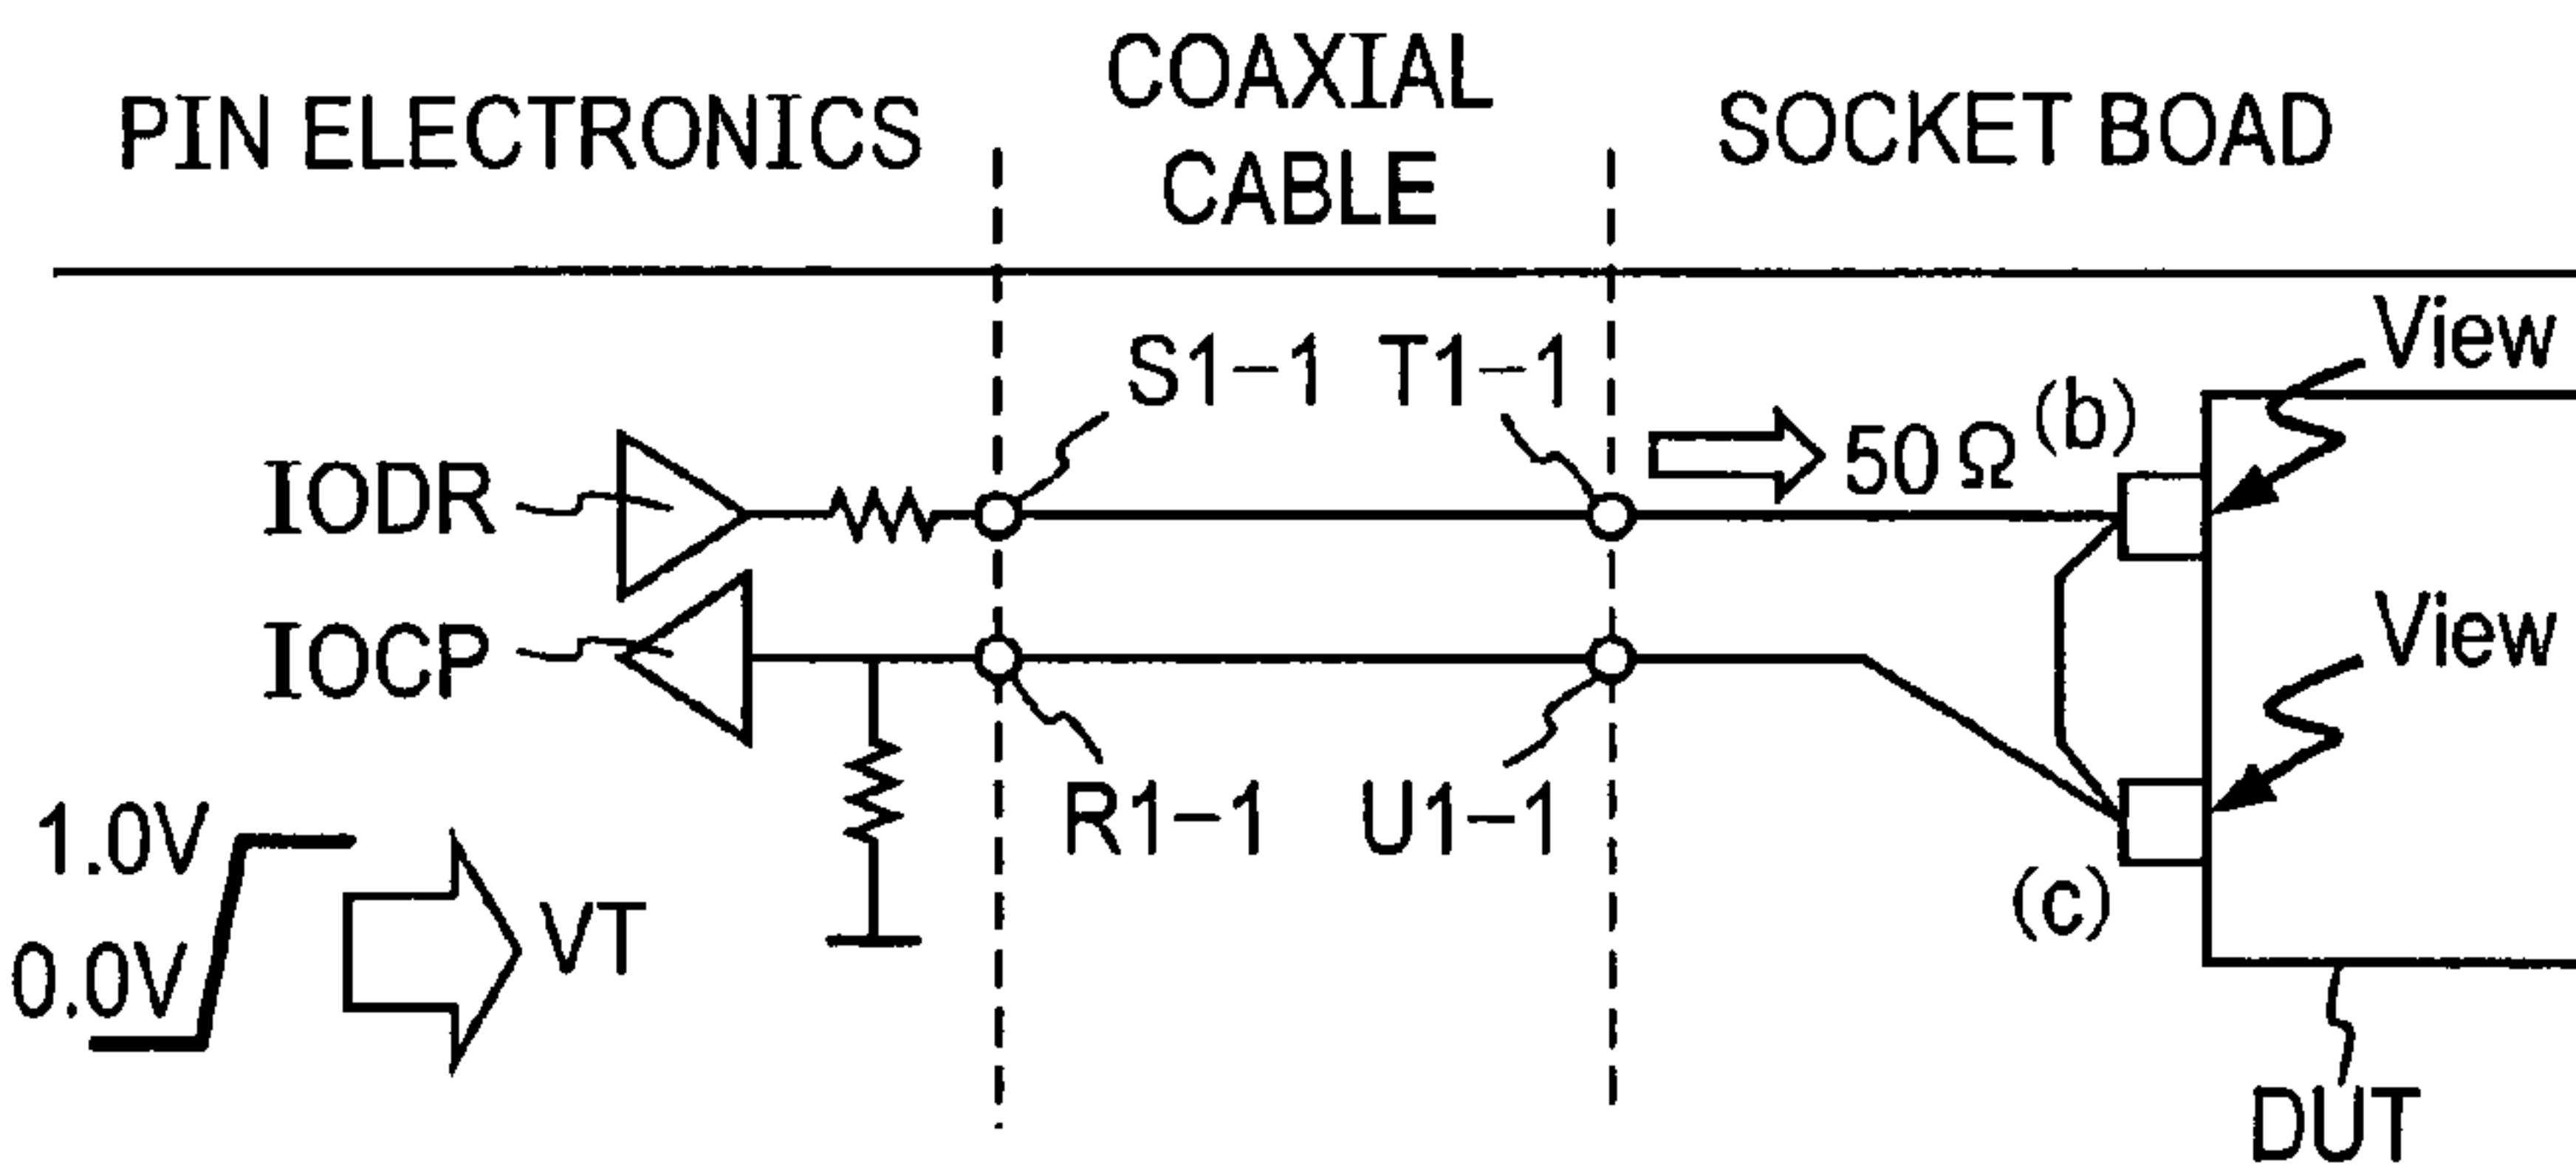 PIN ELECTRONICS
COAXIAL
CABLE
SOCKET BOAD
View
S1-1
T1-1
50Ω
(b)
IODR
IOCP
View
R1-1
U1-1
1.0V
0.0V
VT
(c)
DUT